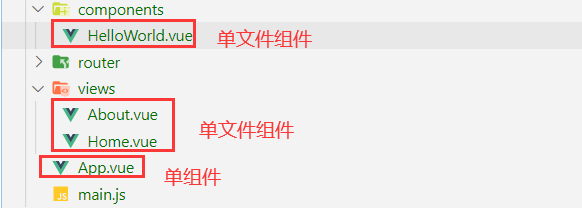 components
HelloWorld.vue 单文件组件
router
views
About.vue
单文件组件
Home.vue
App.vue
单组件
JS main.js